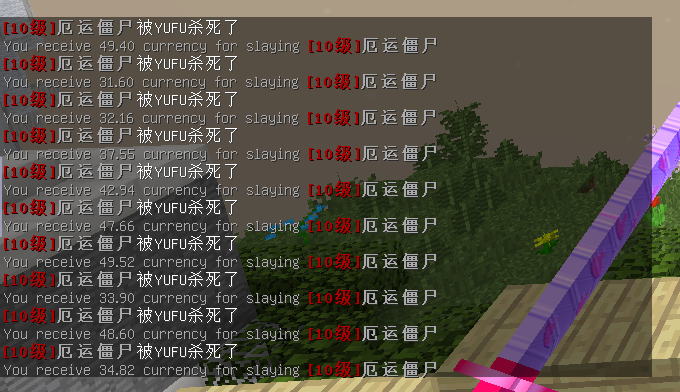 [10级]厄运僵尸被YUFU杀死了
You receive 49.40 currency for slaying [10级]厄运僵尸
[10级]厄运僵尸被YUFU杀死了
You receive 31.60 currency for slaying [10级]厄运僵尸
[10级]厄运僵尸被YUFU杀死了
You receive 32.16 currency for slaying [10级]厄运僵尸
[10级]厄运僵尸被YUFU杀死了
You receive 37.55 currency for slaying [10级]厄运僵尸
[10级]厄运僵尸被YUFU杀死了
You receive 42.94 currency for slaying [10级]厄运僵尸
[10级]厄运僵尸被YUFU杀死了
You receive 47.66 currency for slaying [10级]厄运僵尸
[10级]厄运僵尸被YUFU杀死了
You receive 49.52 currency for slaying [10级]厄运僵尸
[10级]厄运僵尸被YUFU杀死了
You receive 33.90 currency for slaying [10级]厄运僵尸
[10级]厄运僵尸被YUFU杀死了
You receive 48.60 currency for slaying [10级]厄运僵尸
[10级]厄运僵尸被YUFU杀死了
You receive 34.82 currency for slaying [10级]厄运僵尸